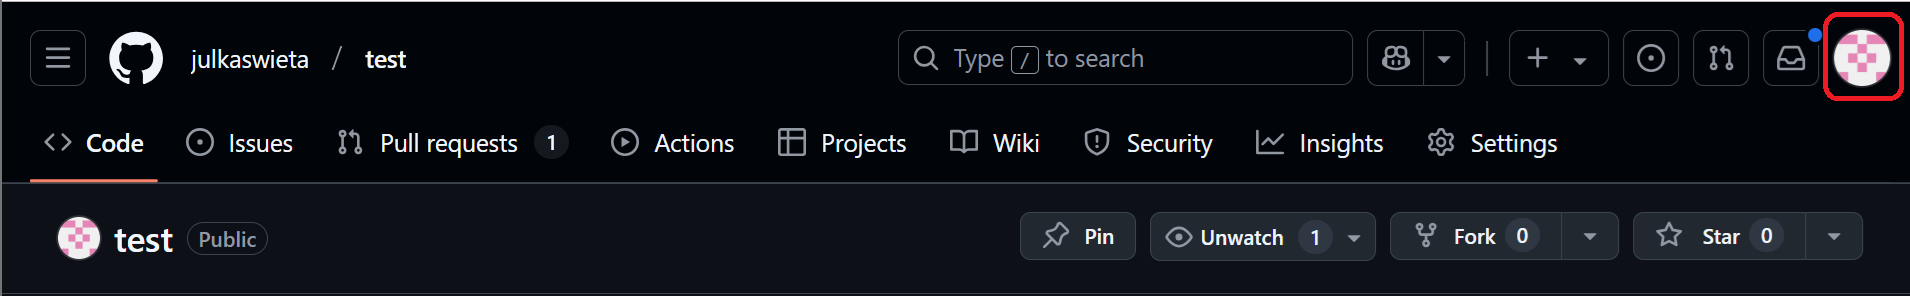 julkaswieta / test
Type / to search
Code Issues Pull requests 1 Actions Projects Wiki Security Insights Settings
test Public Pin Unwatch 1 Fork 0 Star 0